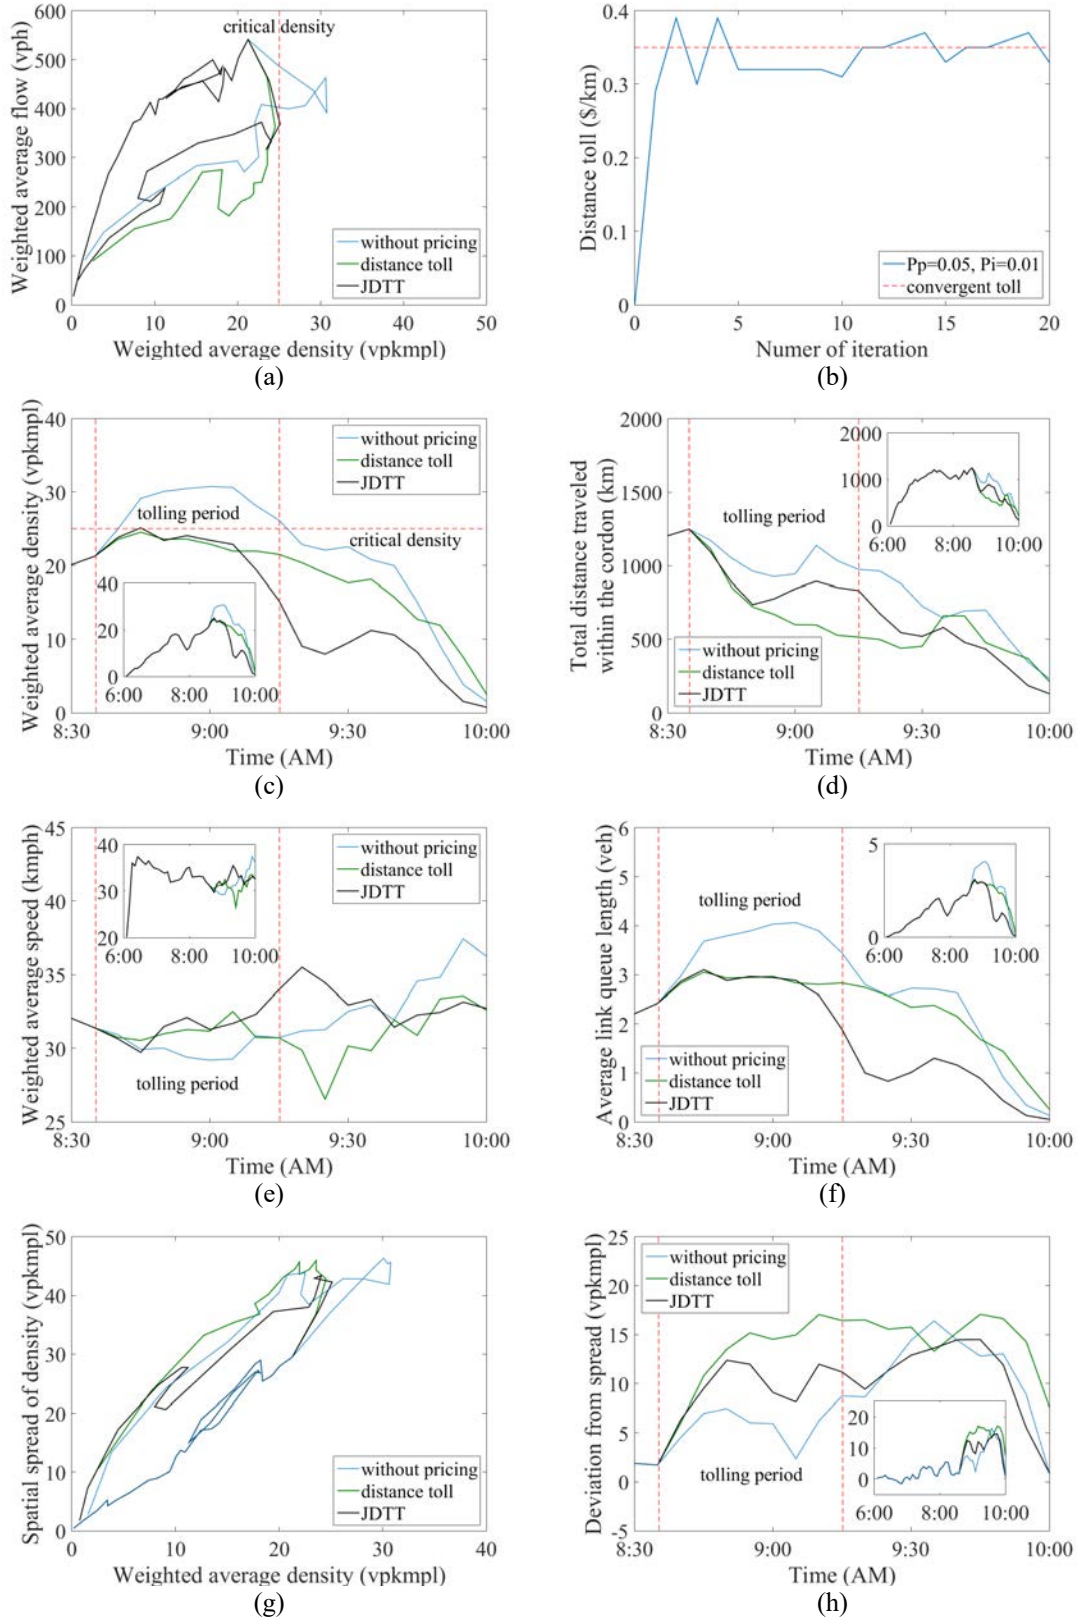 600
500
400
300
200
100
0
Weighted average flow (vph)
critical density
without pricing
distance toll
JDTT
0 10 20 30 40 50
Weighted average density (vpkmpl)
(a)
0.4
0.3
0.2
0.1
0
Distance toll ($/km)
Pp=0.05, Pi=0.01
convergent toll
0 5 10 15 20
Numer of iteration
(b)
40
30
20
10
0
Weighted average density (vpkmpl)
without pricing
distance toll
JDTT
tolling period
critical density
40
20
0
6:00 8:00 10:00
8:30 9:00 9:30 10:00
Time (AM)
(c)
2000
1500
1000
500
0
Total distance traveled
within the cordon (km)
tolling period
2000
1000
0
6:00 8:00 10:00
without pricing
distance toll
JDTT
8:30 9:00 9:30 10:00
Time (AM)
(d)
45
40
35
30
25
Weighted average speed (kmph)
40
30
20
6:00 8:00 10:00
without pricing
distance toll
JDTT
tolling period
8:30 9:00 9:30 10:00
Time (AM)
(e)
6
5
4
3
2
1
0
Average link queue length (veh)
tolling period
5
0
6:00 8:00 10:00
without pricing
distance toll
JDTT
8:30 9:00 9:30 10:00
Time (AM)
(f)
50
40
30
20
10
0
Spatial spread of density (vpkmpl)
without pricing
distance toll
JDTT
0 10 20 30 40
Weighted average density (vpkmpl)
(g)
25
20
15
10
5
0
-5
Deviation from spread (vpkmpl)
without pricing
distance toll
JDTT
tolling period
20
10
0
6:00 8:00 10:00
8:30 9:00 9:30 10:00
Time (AM)
(h)